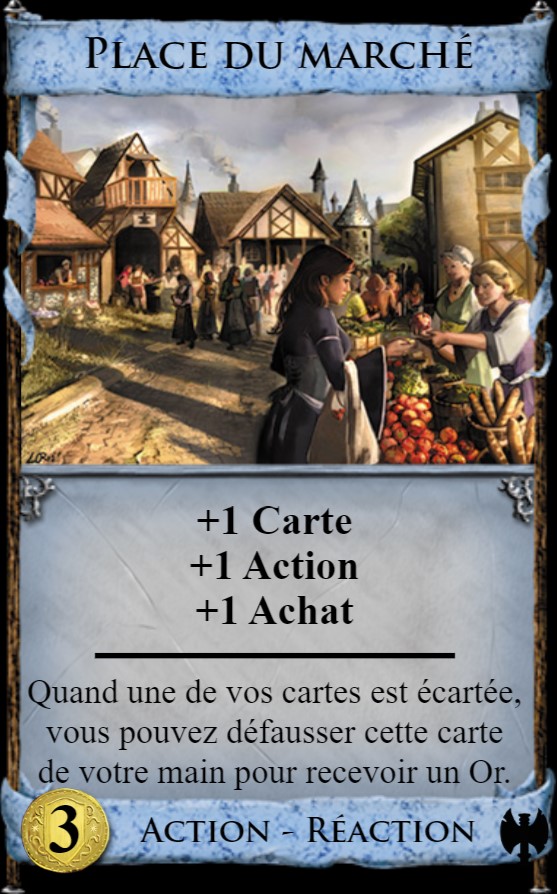 PLACE DU MARCHÉ
+1 Carte
+1 Action
+1 Achat
Quand une de vos cartes est écartée,
vous pouvez défausser cette carte
de votre main pour recevoir un Or.
3
ACTION - RÉACTION